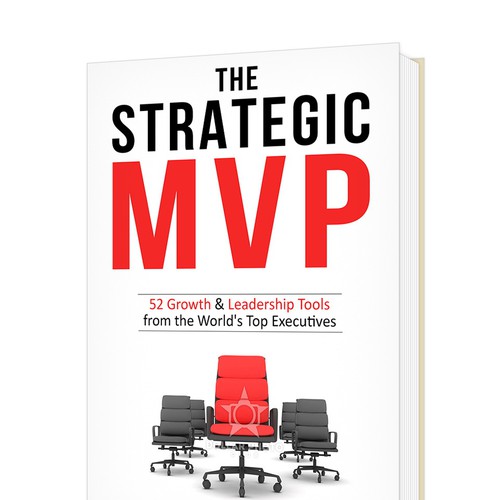 THE
STRATEGIC
MVP
52 Growth & Leadership Tools
from the World's Top Executives